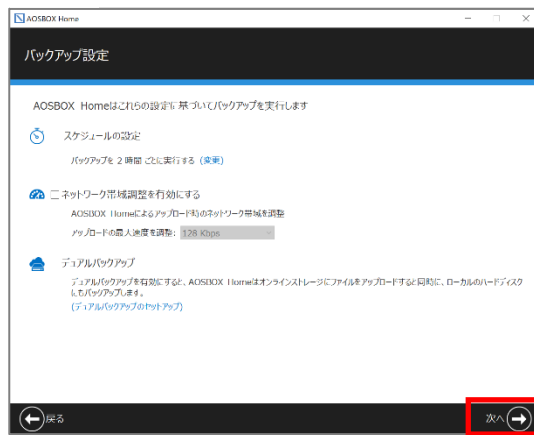 AOSBOX Home
バックアップ設定
AOSBOX Homeはこれらの設定に基づいてバックアップを実行します
スケジュールの設定
バックアップを 2 時間 ごとに実行する (変更)
ネットワーク帯域調整を有効にする
AOSBOX Homeによるアップロード時のネットワーク帯域を調整
アップロードの最大速度を調整: 128 Kbps
デュアルバックアップ
デュアルバックアップを有効にすると、AOSBOX Homeはオンラインストレージにファイルをアップロードすると同時に、ローカルのハードディスク
にもバックアップします。
(デュアルバックアップのセットアップ)
戻る
次へ